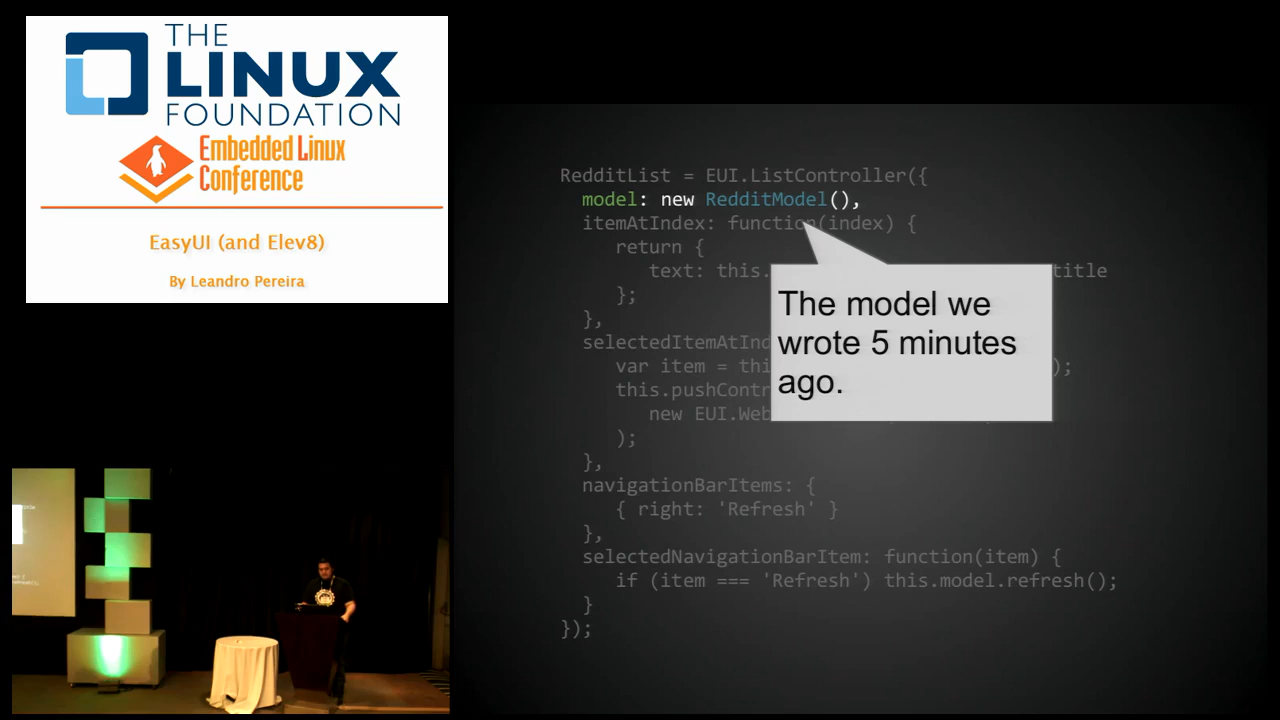 THE
LINUX
FOUNDATION
Embedded Linux
Conference
EasyUI (and Elev8)
By Leandro Pereira
RedditList = EUI.ListController({
model: new RedditModel(),
itemAtIndex: function(index) {
return {
text: this. title
};
},
selectedItemAtInd
var item = thi );
this.pushContr
new EUI.Web
);
},
navigationBarItems: {
{ right: 'Refresh' }
},
selectedNavigationBarItem: function(item) {
if (item === 'Refresh') this.model.refresh();
}
});
The model we
wrote 5 minutes
ago.